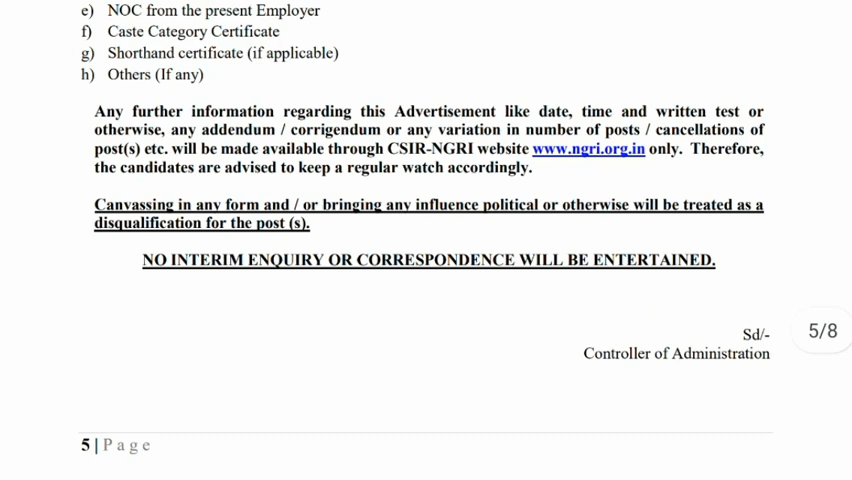 e) NOC from the present Employer
f) Caste Category Certificate
g) Shorthand certificate (if applicable)
h) Others (If any)
Any further information regarding this Advertisement like date, time and written test or
otherwise, any addendum / corrigendum or any variation in number of posts / cancellations of
post(s) etc. will be made available through CSIR-NGRI website www.ngri.org.in only. Therefore,
the candidates are advised to keep a regular watch accordingly.
Canvassing in any form and / or bringing any influence political or otherwise will be treated as a
disqualification for the post (s).
NO INTERIM ENQUIRY OR CORRESPONDENCE WILL BE ENTERTAINED.
Sd/-
5/8
Controller of Administration
5 | P a g e